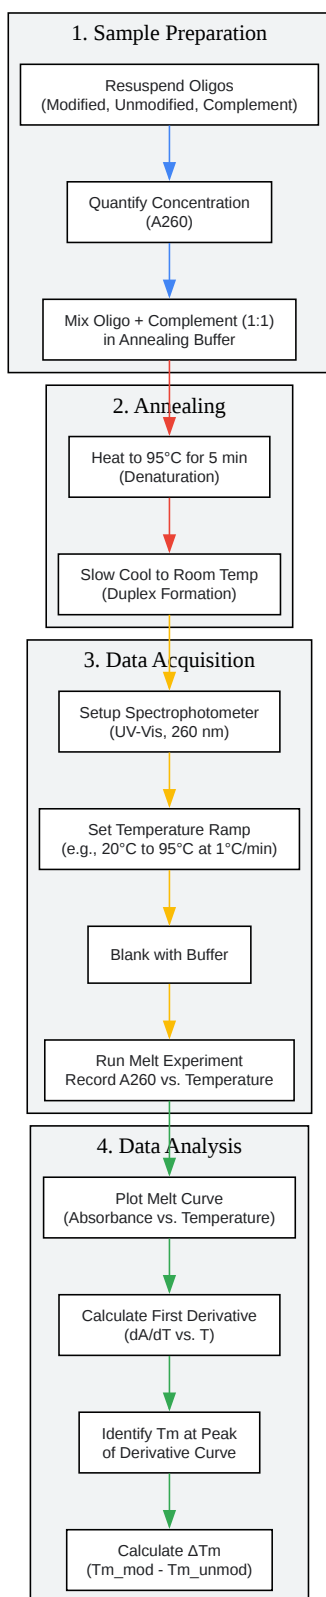 1. Sample Preparation
Resuspend Oligos
(Modified, Unmodified, Complement)
Quantify Concentration
(A260)
Mix Oligo + Complement (1:1)
in Annealing Buffer
2. Annealing
Heat to 95°C for 5 min
(Denaturation)
Slow Cool to Room Temp
(Duplex Formation)
3. Data Acquisition
Setup Spectrophotometer
(UV-Vis, 260 nm)
Set Temperature Ramp
(e.g., 20°C to 95°C at 1°C/min)
Blank with Buffer
Run Melt Experiment
Record A260 vs. Temperature
4. Data Analysis
Plot Melt Curve
(Absorbance vs. Temperature)
Calculate First Derivative
(dA/dT vs. T)
Identify Tm at Peak
of Derivative Curve
Calculate ΔTm
(Tm_mod - Tm_unmod)